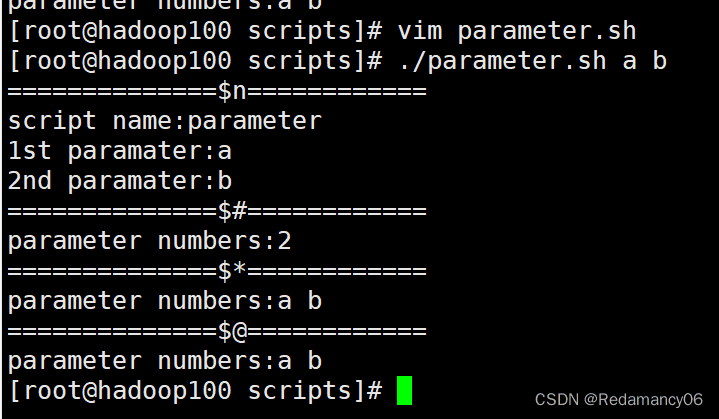 parameter numbers:a b
[root@hadoop100 scripts]# vim parameter.sh
[root@hadoop100 scripts]# ./parameter.sh a b
==============$n============
script name:parameter
1st paramater:a
2nd paramater:b
==============$#============
parameter numbers:2
==============$*============
parameter numbers:a b
==============$@============
parameter numbers:a b
[root@hadoop100 scripts]#
CSDN @Redamancy06